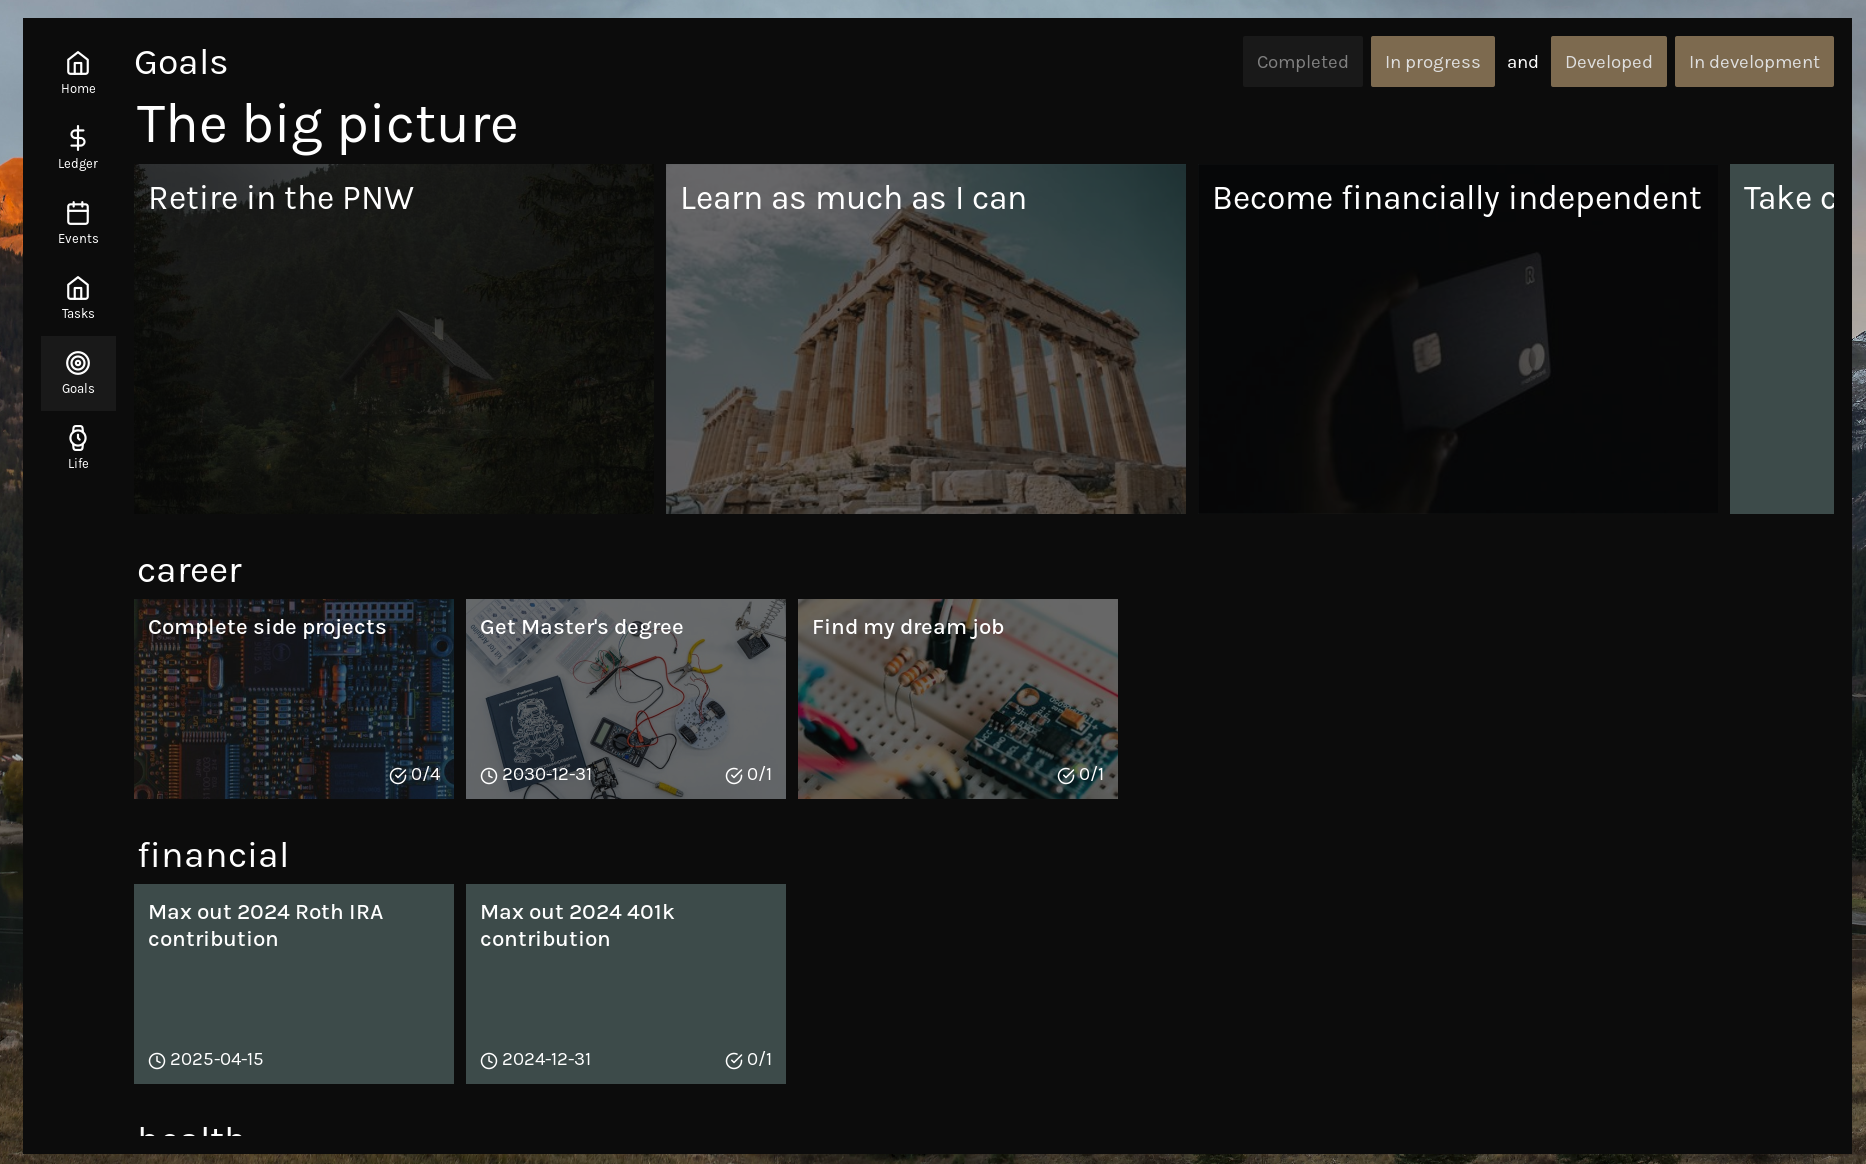 Home
Ledger
Events
Tasks
Goals
Life
Goals
Completed
In progress
and
Developed
In development
The big picture
Retire in the PNW
Learn as much as I can
Become financially independent
Take
career
Complete side projects
0/4
Get Master's degree
2030-12-31
0/1
Find my dream job
0/1
financial
Max out 2024 Roth IRA
contribution
2025-04-15
Max out 2024 401k
contribution
2024-12-31
0/1
health